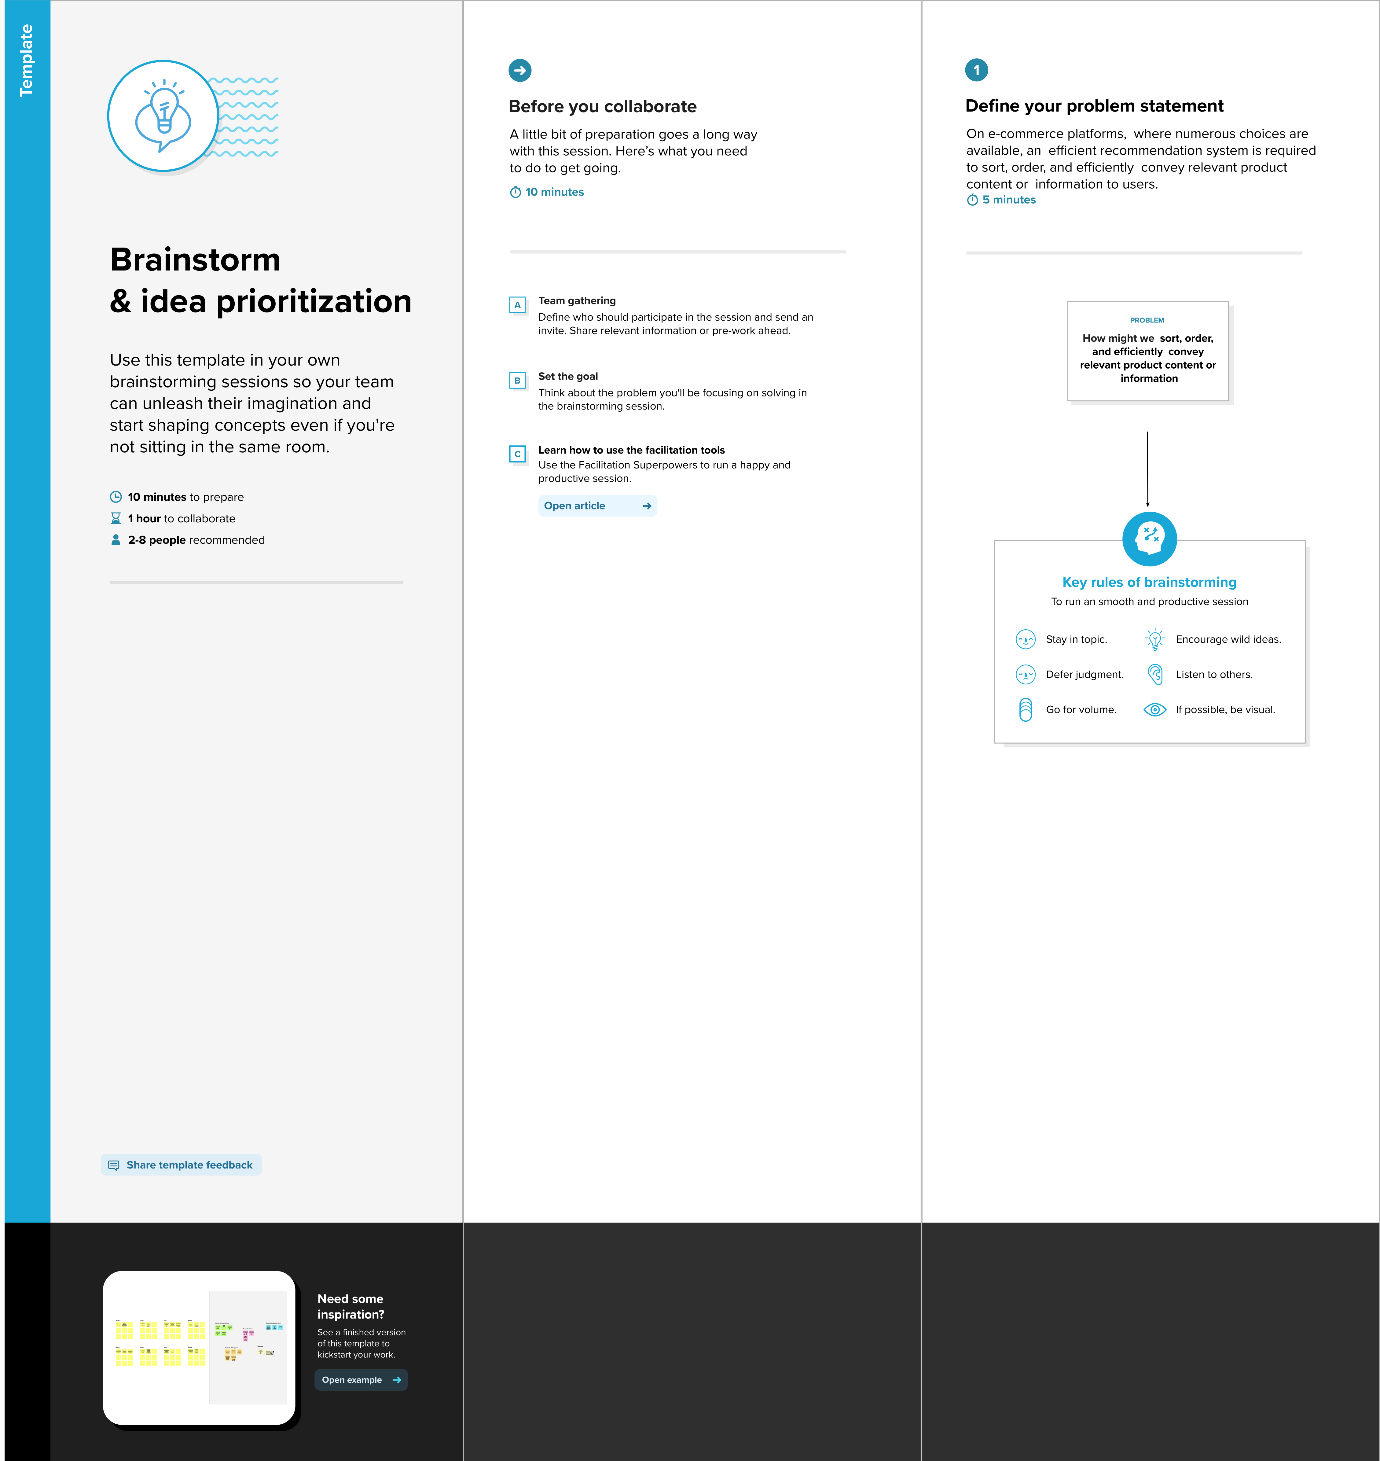 Template
Brainstorm
& idea prioritization
Use this template in your own
brainstorming sessions so your team
can unleash their imagination and
start shaping concepts even if you're
not sitting in the same room.
10 minutes to prepare
1 hour to collaborate
2-8 people recommended
Share template feedback
Need some
inspiration?
See a finished version
of this template to
kickstart your work.
Open example
Before you collaborate
A little bit of preparation goes a long way
with this session. Here's what you need
to do to get going.
10 minutes
A
Team gathering
Define who should participate in the session and send an
invite. Share relevant information or pre-work ahead.
B
Set the goal
Think about the problem you'll be focusing on solving in
the brainstorming session.
C
Learn how to use the facilitation tools
Use the Facilitation Superpowers to run a happy and
productive session.
Open article
1
Define your problem statement
On e-commerce platforms,  where numerous choices are
available, an  efficient recommendation system is required
to sort, order, and efficiently  convey relevant product
content or  information to users.
5 minutes
PROBLEM
How might we  sort, order,
and efficiently  convey
relevant product content or
information
Key rules of brainstorming
To run an smooth and productive session
Stay in topic.
Encourage wild ideas.
Defer judgment.
Listen to others.
Go for volume.
If possible, be visual.